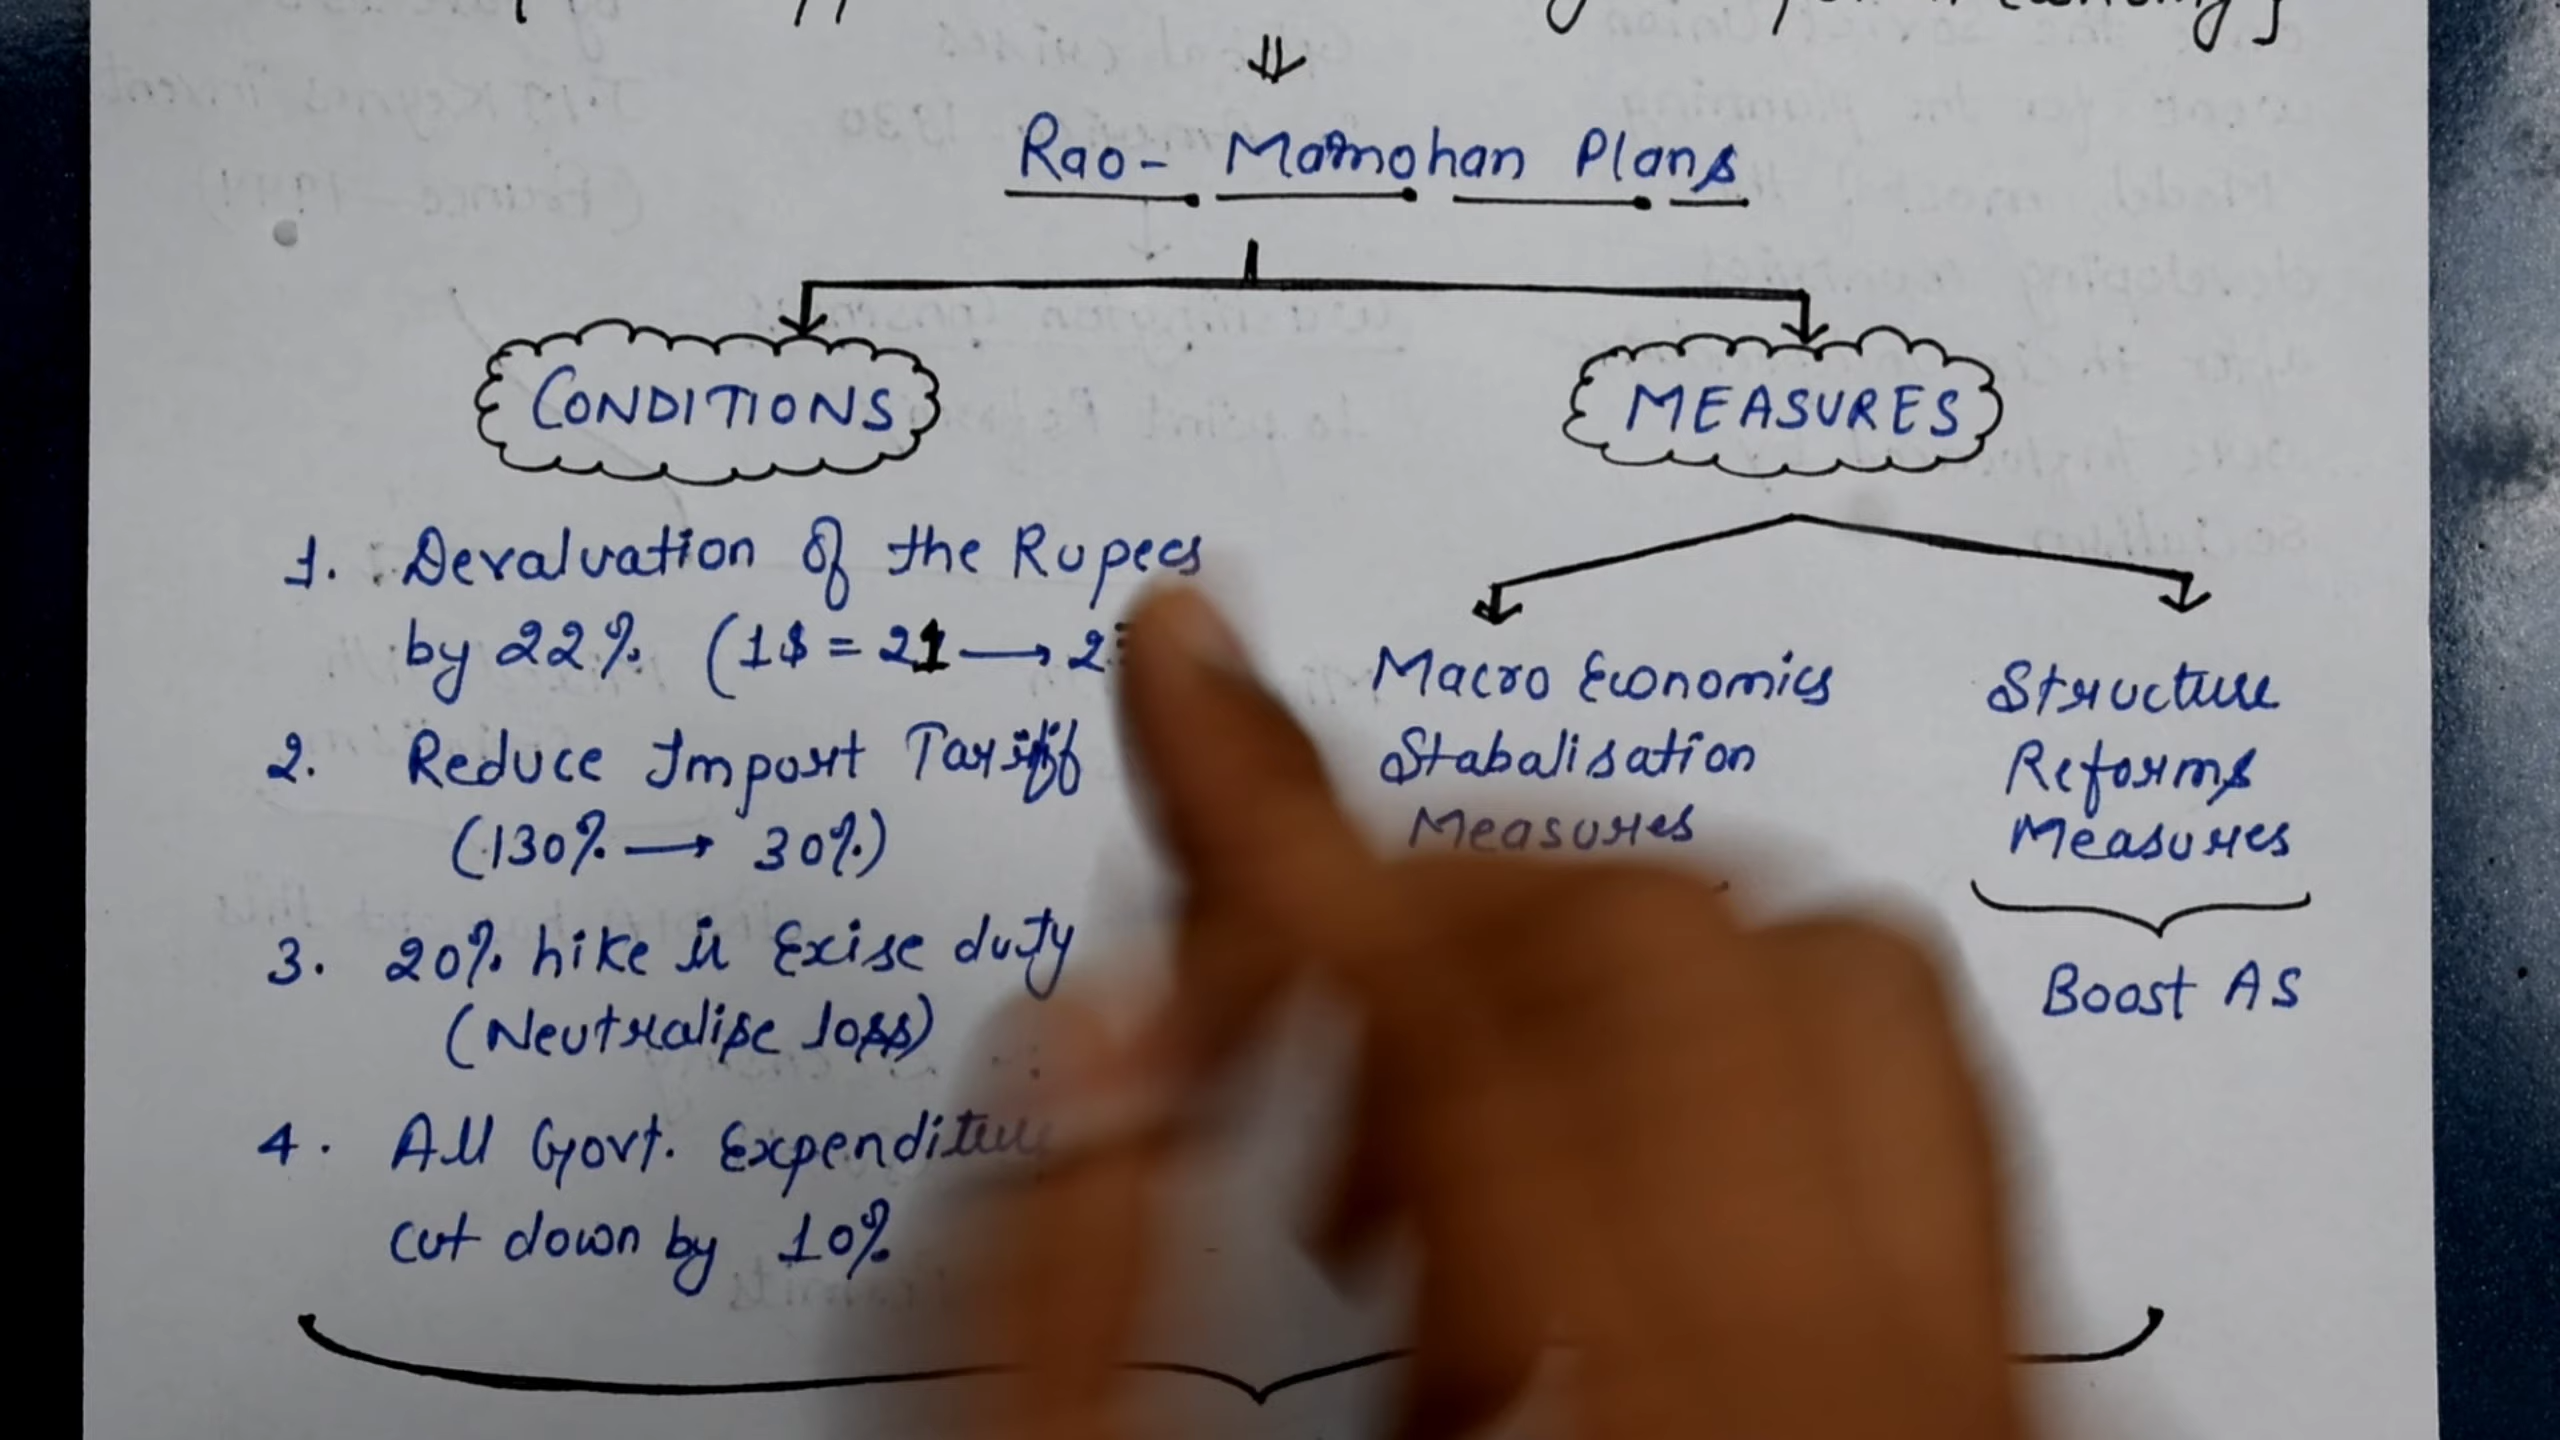 Rao - Manmohan Plans
CONDITIONS
MEASURES
1. Devaluation of the Rupees
by 22%. (1$ = 21 → 2
2. Reduce Import Tariff
(130% → 30%)
3. 20% hike in Exise duty
(Neutralise loss)
4. All Govt. Expenditure
cut down by 10%
Macro Economics
Stabalisation
Measures
Structure
Reforms
Measures
Boost AS